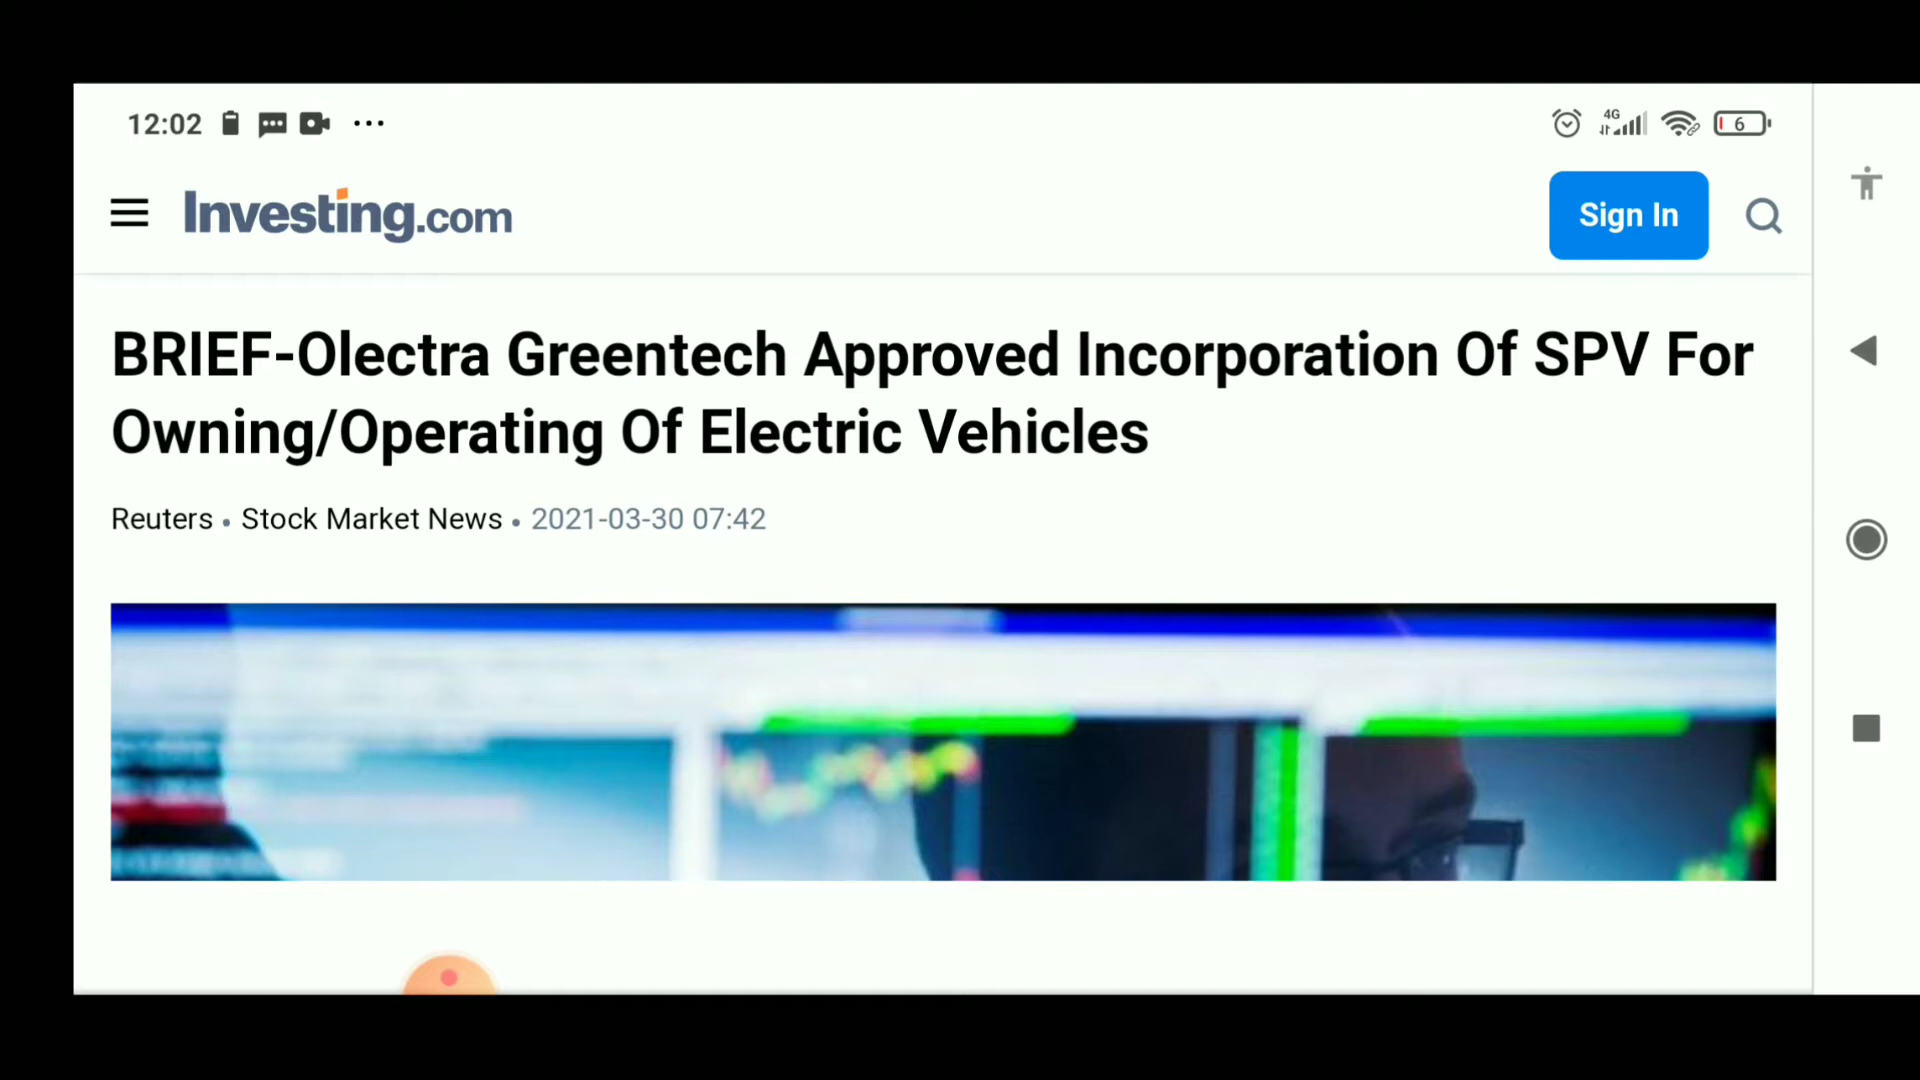 12:02
4G
6
Investing.com
Sign In
BRIEF-Olectra Greentech Approved Incorporation Of SPV For
Owning/Operating Of Electric Vehicles
Reuters • Stock Market News • 2021-03-30 07:42